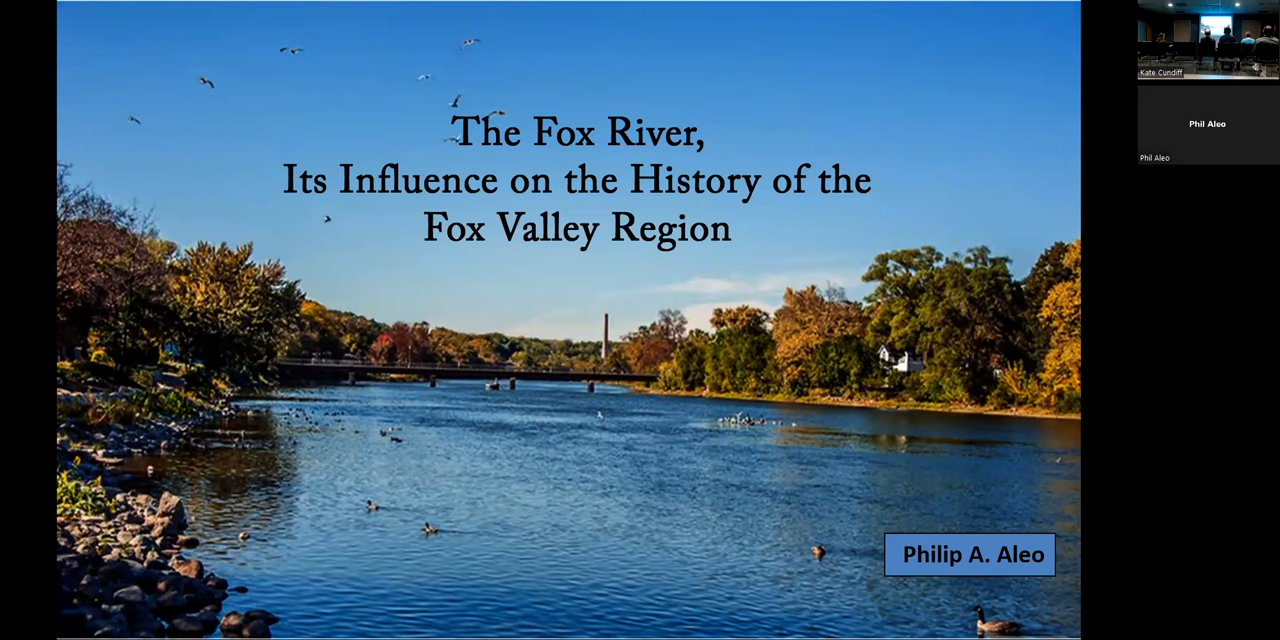 The Fox River,
Its Influence on the History of the
Fox Valley Region
Philip A. Aleo
Kate Cundiff
Phil Aleo
Phil Aleo